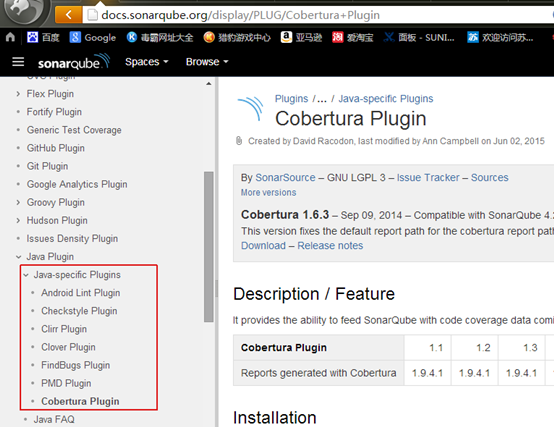 docs.sonarqube.org/display/PLUG/Cobertura+Plugin
百度 Google 毒霸网址大全 猎豹游戏中心 亚马逊 爱淘宝 面板 - SUNI... 欢迎访问苏...
sonarqube Spaces Browse
Flex Plugin
Fortify Plugin
Generic Test Coverage
GitHub Plugin
Git Plugin
Google Analytics Plugin
Groovy Plugin
Hudson Plugin
Issues Density Plugin
Java Plugin
Java-specific Plugins
Android Lint Plugin
Checkstyle Plugin
Clirr Plugin
Clover Plugin
FindBugs Plugin
PMD Plugin
Cobertura Plugin
Java FAQ
Plugins /... / Java-specific Plugins
Cobertura Plugin
Created by David Racodon, last modified by Ann Campbell on Jun 02, 2015
By SonarSource – GNU LGPL 3 – Issue Tracker – Sources
More versions
Cobertura 1.6.3 – Sep 09, 2014 – Compatible with SonarQube 4.
This version fixes the default report path for the cobertura report pat
Download – Release notes
Description / Feature
It provides the ability to feed SonarQube with code coverage data comi
Cobertura Plugin 1.1 1.2 1.3
Reports generated with Cobertura 1.9.4.1 1.9.4.1 1.9.4.1 1
Installation